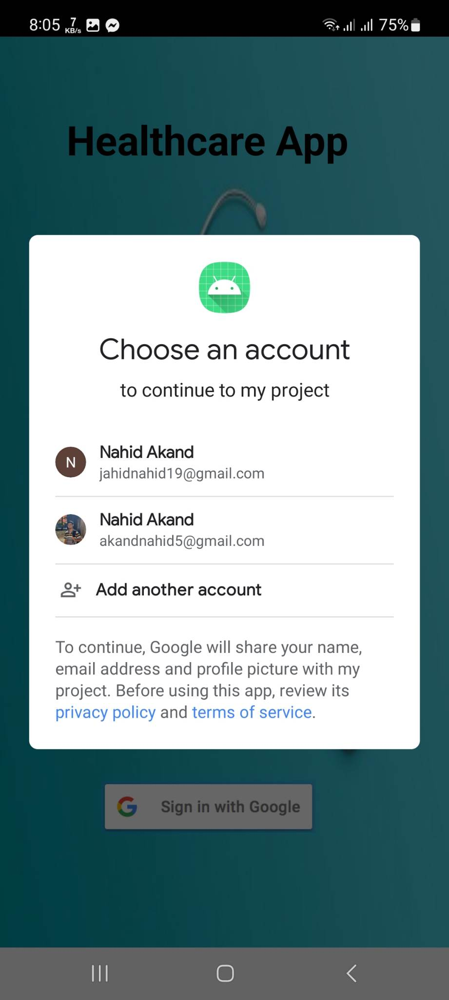 8:05 7 KB/s 75%
Healthcare App
Choose an account
to continue to my project
N
Nahid Akand
jahidnahid19@gmail.com
Nahid Akand
akandnahid5@gmail.com
Add another account
To continue, Google will share your name,
email address and profile picture with my
project. Before using this app, review its
privacy policy and terms of service.
Sign in with Google